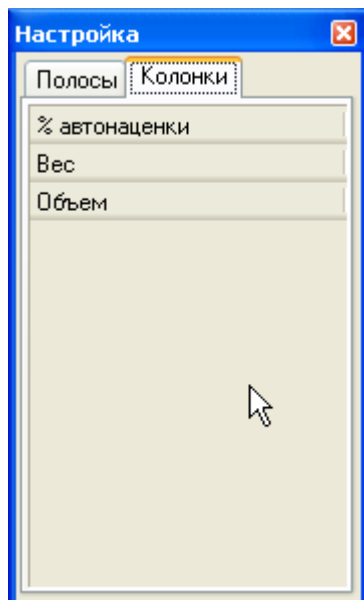 Настройка
Полосы Колонки
% автонаценки
Вес
Объем